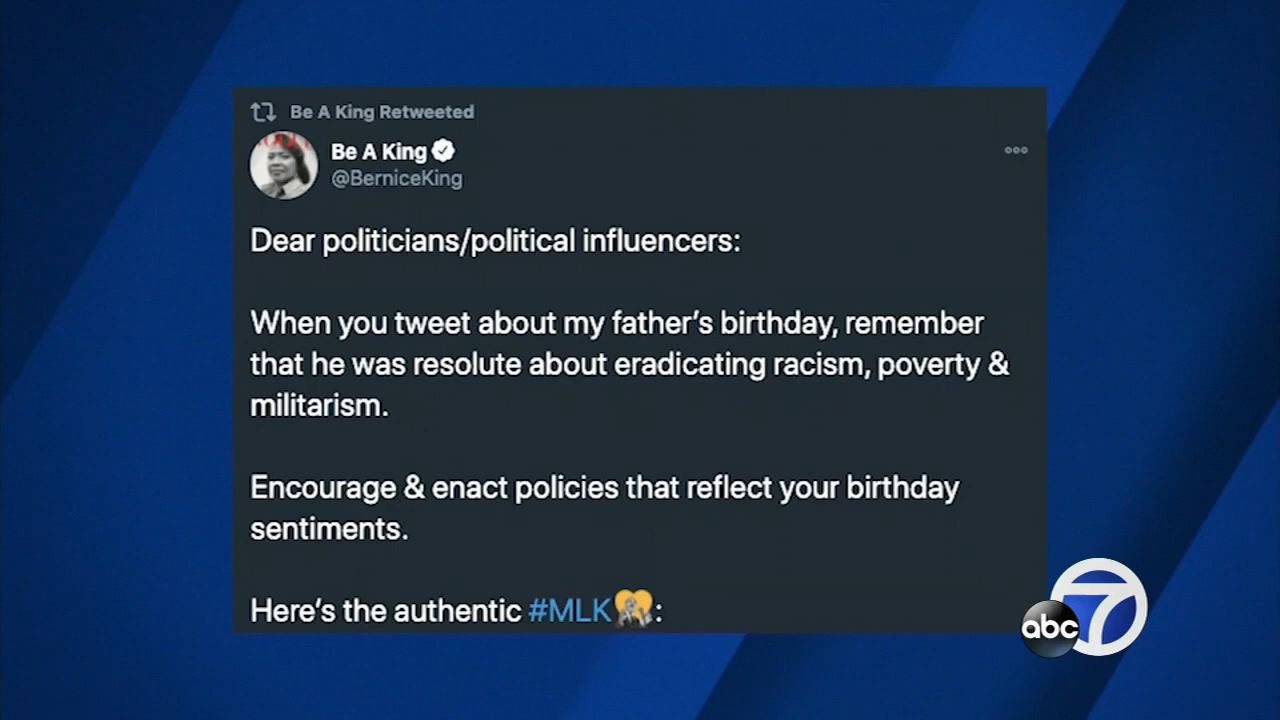 Be A King Retweeted
Be A King
@BerniceKing
Dear politicians/political influencers:
When you tweet about my father's birthday, remember
that he was resolute about eradicating racism, poverty &
militarism.
Encourage & enact policies that reflect your birthday
sentiments.
Here's the authentic #MLK:
abc 7